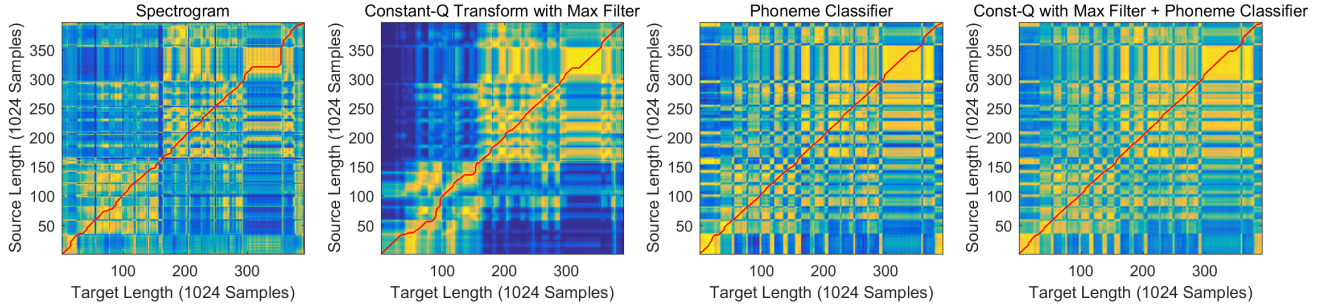 Spectrogram
Source Length (1024 Samples)
350
300
250
200
150
100
50
100 200 300
Target Length (1024 Samples)
Constant-Q Transform with Max Filter
Source Length (1024 Samples)
350
300
250
200
150
100
50
100 200 300
Target Length (1024 Samples)
Phoneme Classifier
Source Length (1024 Samples)
350
300
250
200
150
100
50
100 200 300
Target Length (1024 Samples)
Const-Q with Max Filter + Phoneme Classifier
Source Length (1024 Samples)
350
300
250
200
150
100
50
100 200 300
Target Length (1024 Samples)